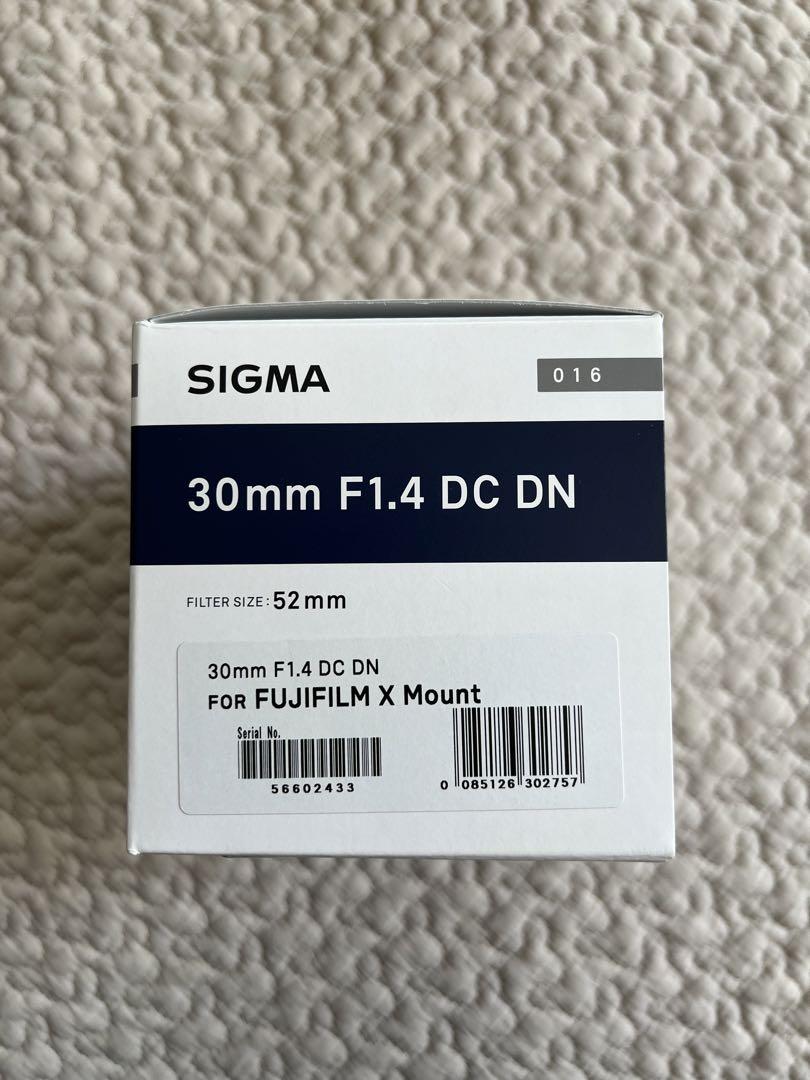 SIGMA
016
30mm F1.4 DC DN
FILTER SIZE: 52mm
30mm F1.4 DC DN
FOR FUJIFILM X Mount
Serial No.
56602433
0 085126 302757